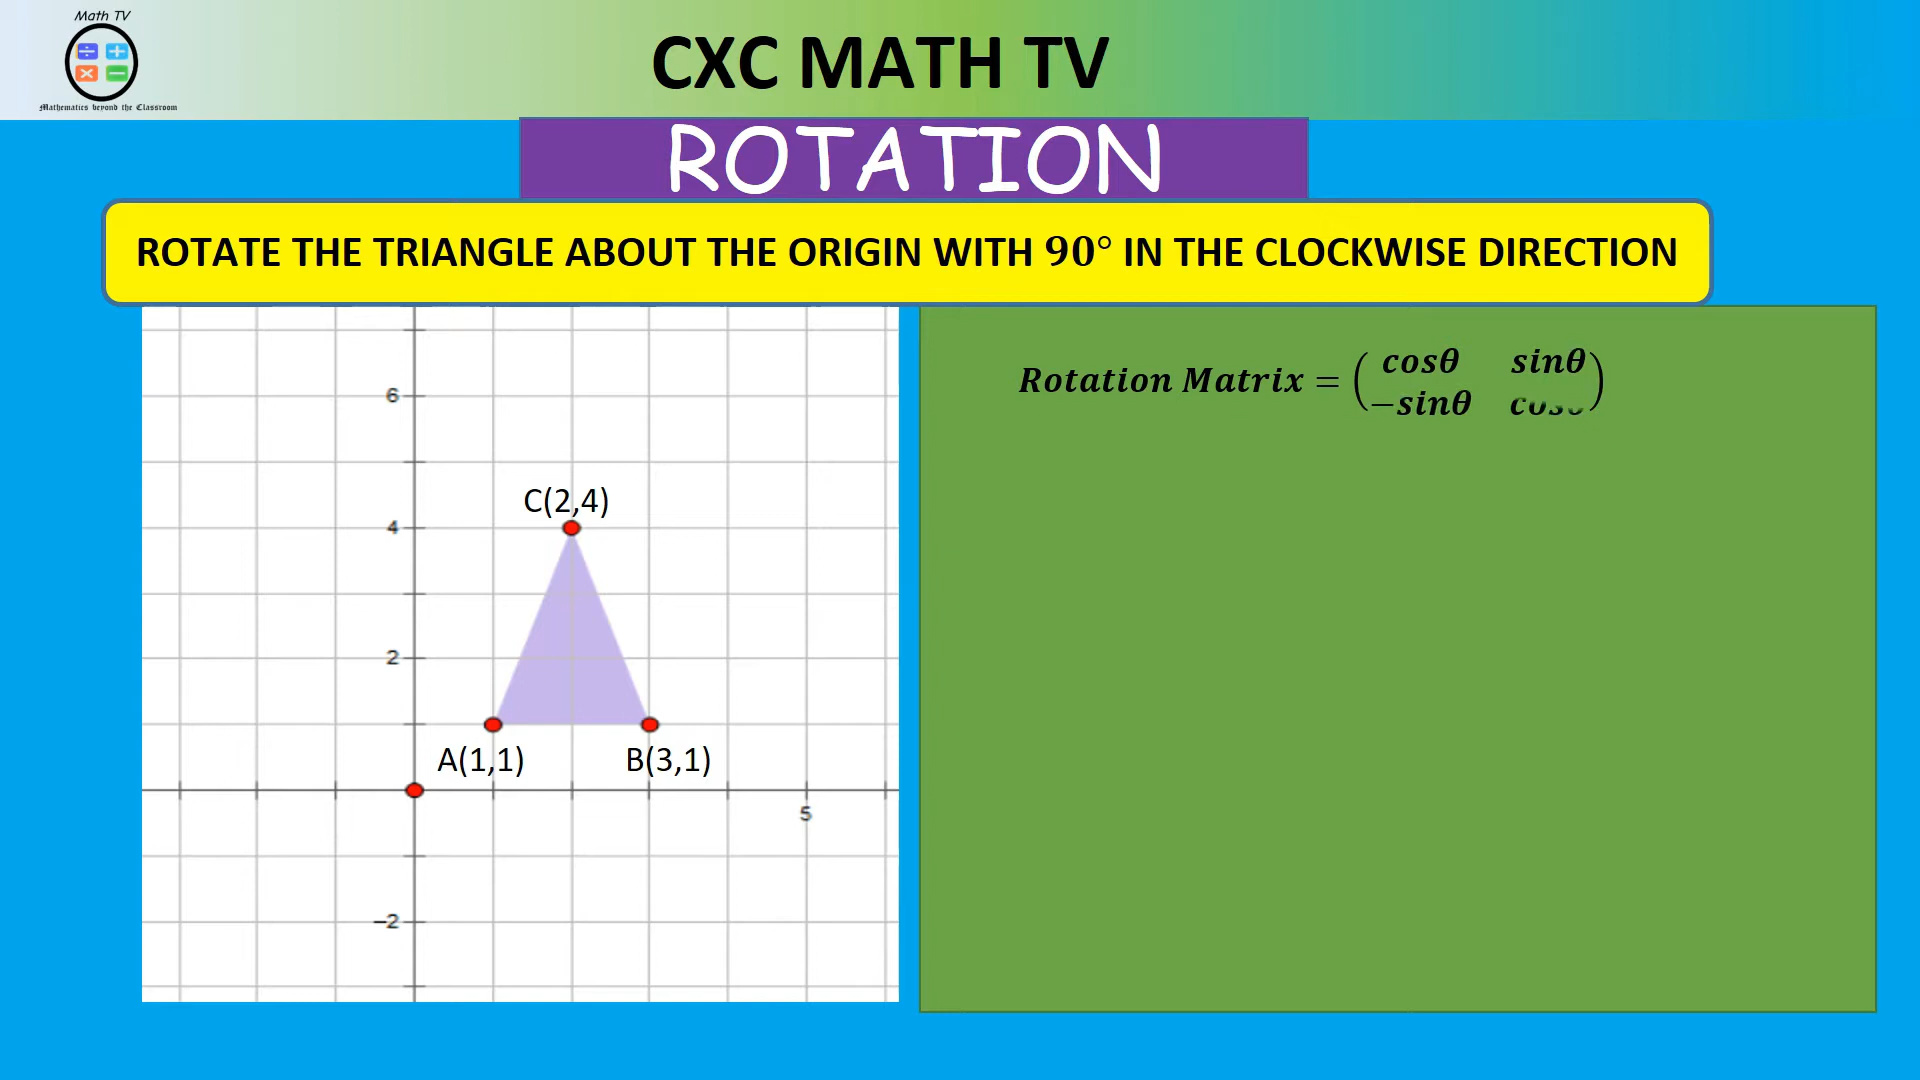 Math TV
÷ +
× −
Mathematics beyond the Classroom
CXC MATH TV
ROTATION
ROTATE THE TRIANGLE ABOUT THE ORIGIN WITH 90° IN THE CLOCKWISE DIRECTION
6
C(2,4)
4
2
A(1,1) B(3,1)
5
−2
Rotation Matrix = ( cosθ sinθ
−sinθ cosθ )